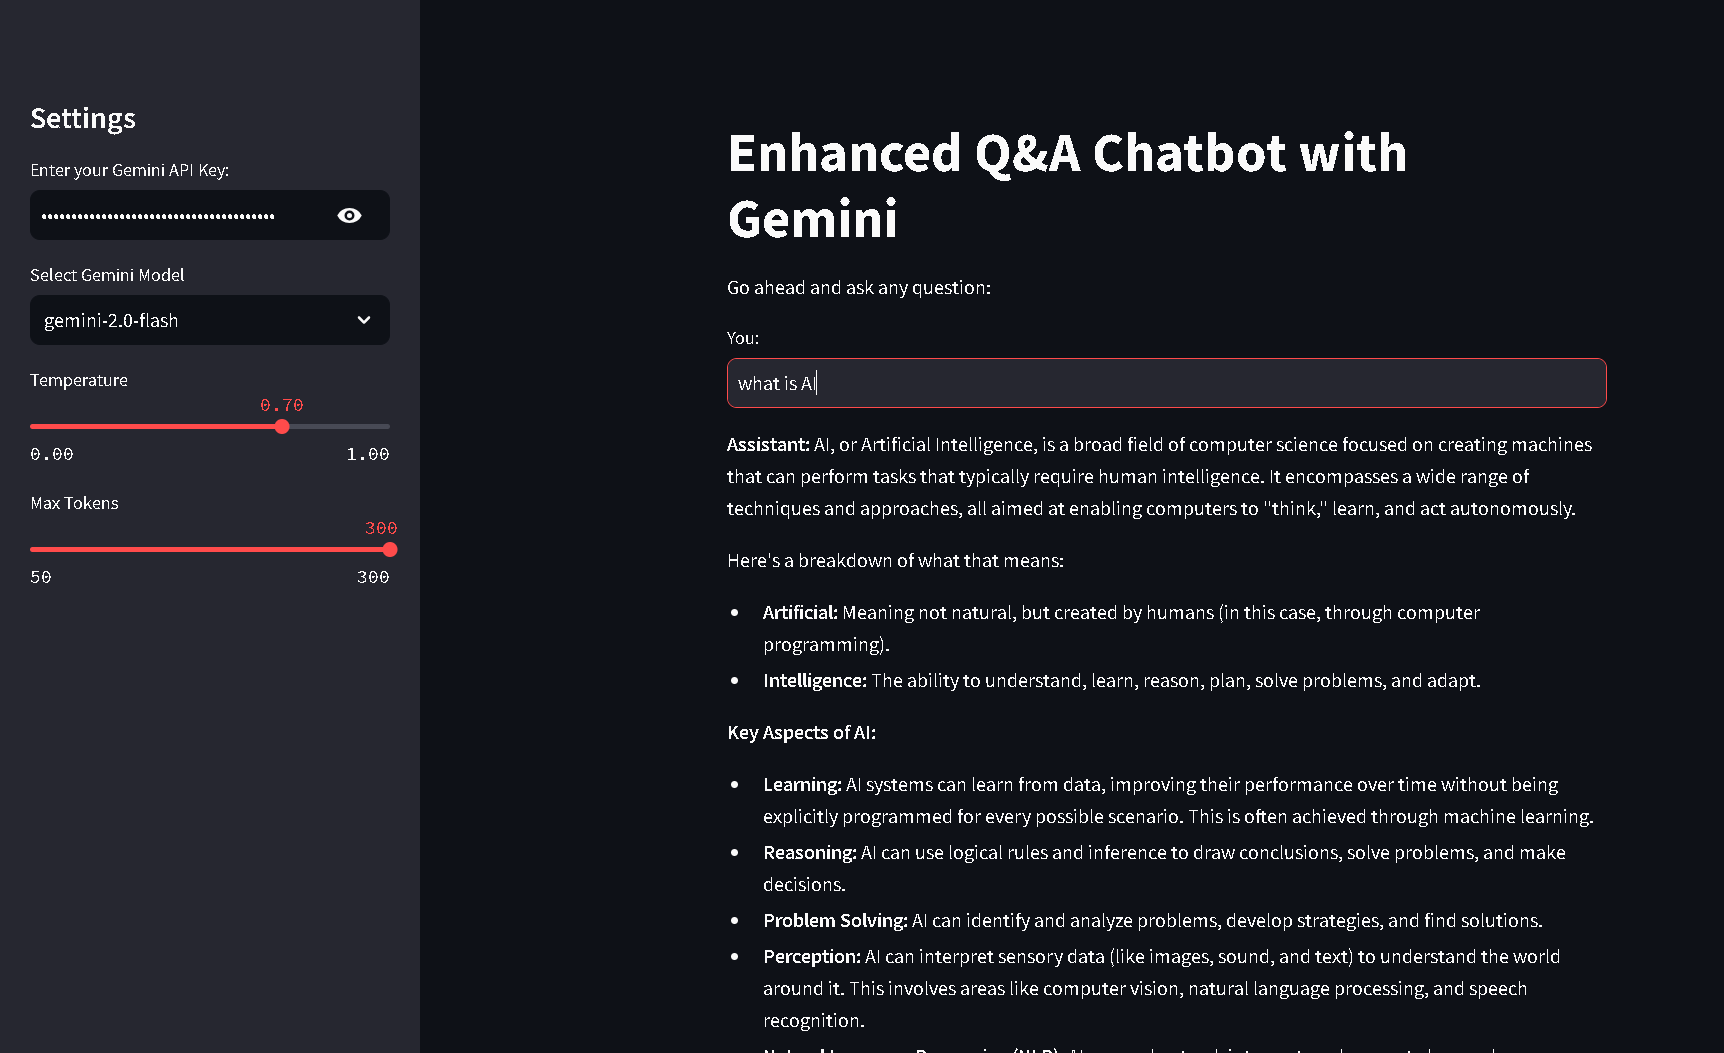 Settings
Enter your Gemini API Key:
Select Gemini Model
gemini-2.0-flash
Temperature
0.70
0.00 1.00
Max Tokens
300
50 300
Enhanced Q&A Chatbot with
Gemini
Go ahead and ask any question:
You:
what is AI
Assistant: AI, or Artificial Intelligence, is a broad field of computer science focused on creating machines
that can perform tasks that typically require human intelligence. It encompasses a wide range of
techniques and approaches, all aimed at enabling computers to "think," learn, and act autonomously.
Here's a breakdown of what that means:
• Artificial: Meaning not natural, but created by humans (in this case, through computer
programming).
• Intelligence: The ability to understand, learn, reason, plan, solve problems, and adapt.
Key Aspects of AI:
• Learning: AI systems can learn from data, improving their performance over time without being
explicitly programmed for every possible scenario. This is often achieved through machine learning.
• Reasoning: AI can use logical rules and inference to draw conclusions, solve problems, and make
decisions.
• Problem Solving: AI can identify and analyze problems, develop strategies, and find solutions.
• Perception: AI can interpret sensory data (like images, sound, and text) to understand the world
around it. This involves areas like computer vision, natural language processing, and speech
recognition.